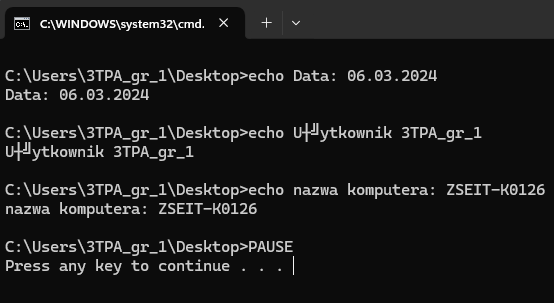 C:\WINDOWS\system32\cmd.
C:\Users\3TPA_gr_1\Desktop>echo Data: 06.03.2024
Data: 06.03.2024
C:\Users\3TPA_gr_1\Desktop>echo U┼╝ytkownik 3TPA_gr_1
U┼╝ytkownik 3TPA_gr_1
C:\Users\3TPA_gr_1\Desktop>echo nazwa komputera: ZSEIT-K0126
nazwa komputera: ZSEIT-K0126
C:\Users\3TPA_gr_1\Desktop>PAUSE
Press any key to continue . . .